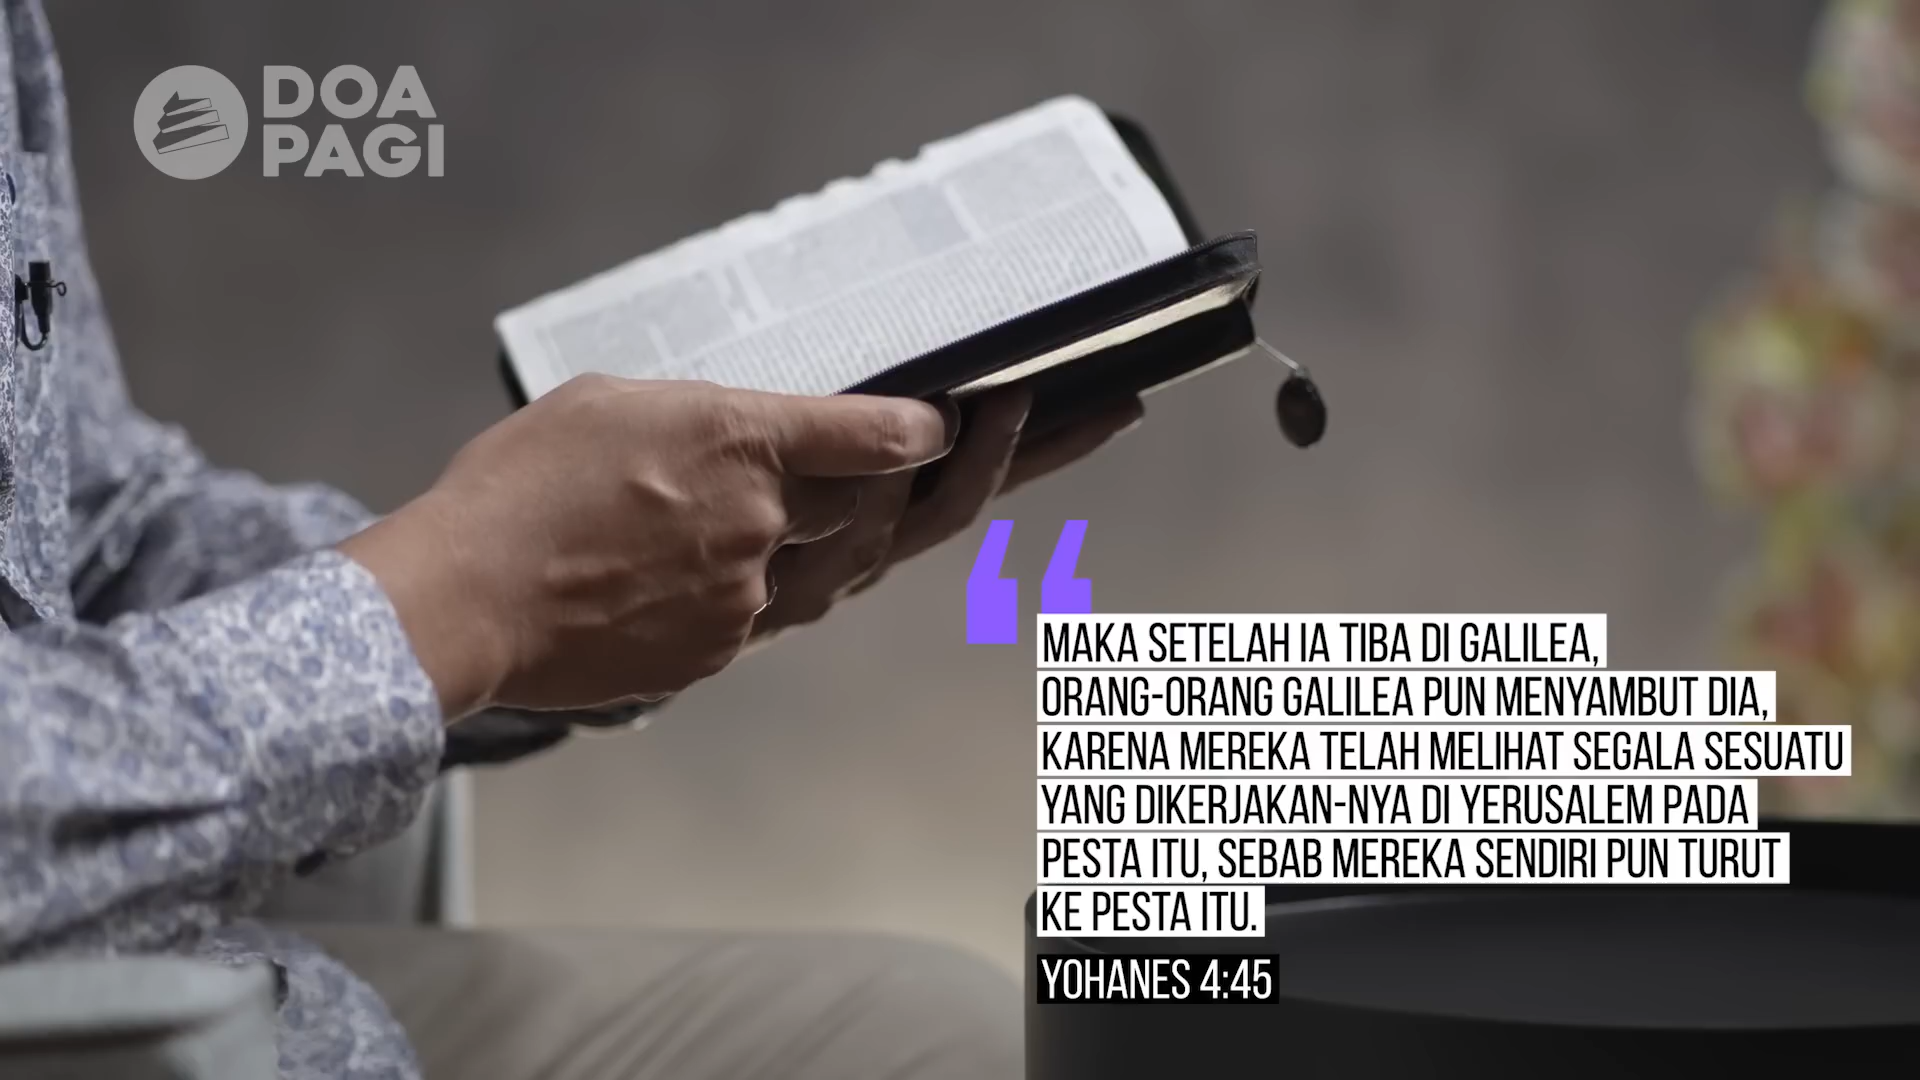 DOA
PAGI
MAKA SETELAH IA TIBA DI GALILEA,
ORANG-ORANG GALILEA PUN MENYAMBUT DIA,
KARENA MEREKA TELAH MELIHAT SEGALA SESUATU
YANG DIKERJAKAN-NYA DI YERUSALEM PADA
PESTA ITU, SEBAB MEREKA SENDIRI PUN TURUT
KE PESTA ITU.
YOHANES 4:45